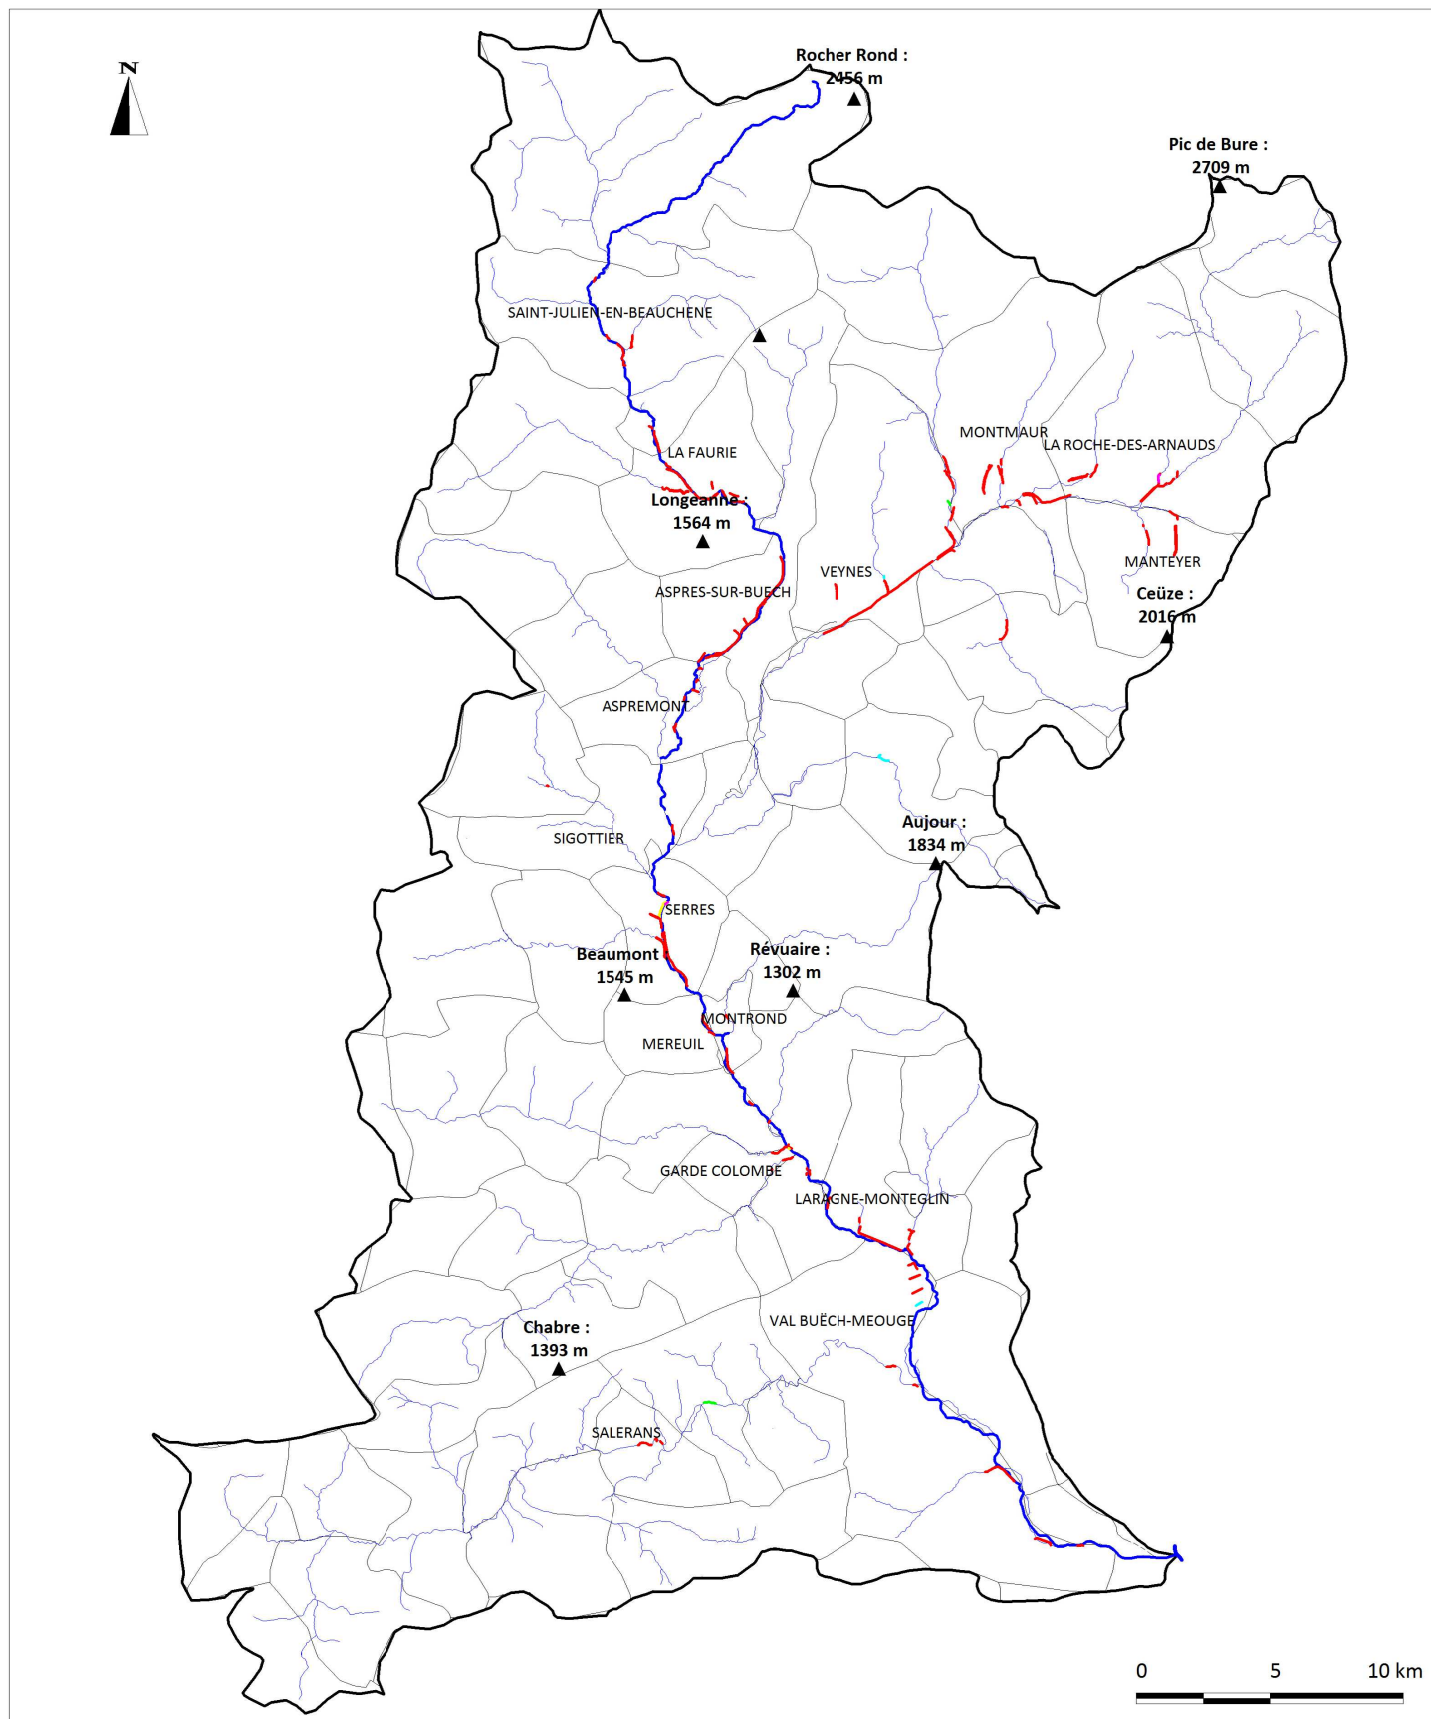 Rocher Rond :
2456 m
N
Pic de Bure :
2709 m
SAINT-JULIEN-EN-BEAUCHENE
MONTMAUR
LA ROCHE-DES-ARNAUDS
LA FAURIE
Longeanne :
1564 m
MANTEYER
VEYNES
ASPRES-SUR-BUECH
Ceüze :
2016 m
ASPREMONT
Aujour :
1834 m
SIGOTTIER
SERRES
Beaumont
1545 m
Révuaire :
1302 m
MONTROND
MEREUIL
GARDE COLOMBE
LARAGNE-MONTEGLIN
VAL BUËCH-MEOUGE
Chabre :
1393 m
SALERANS
0 5 10 km